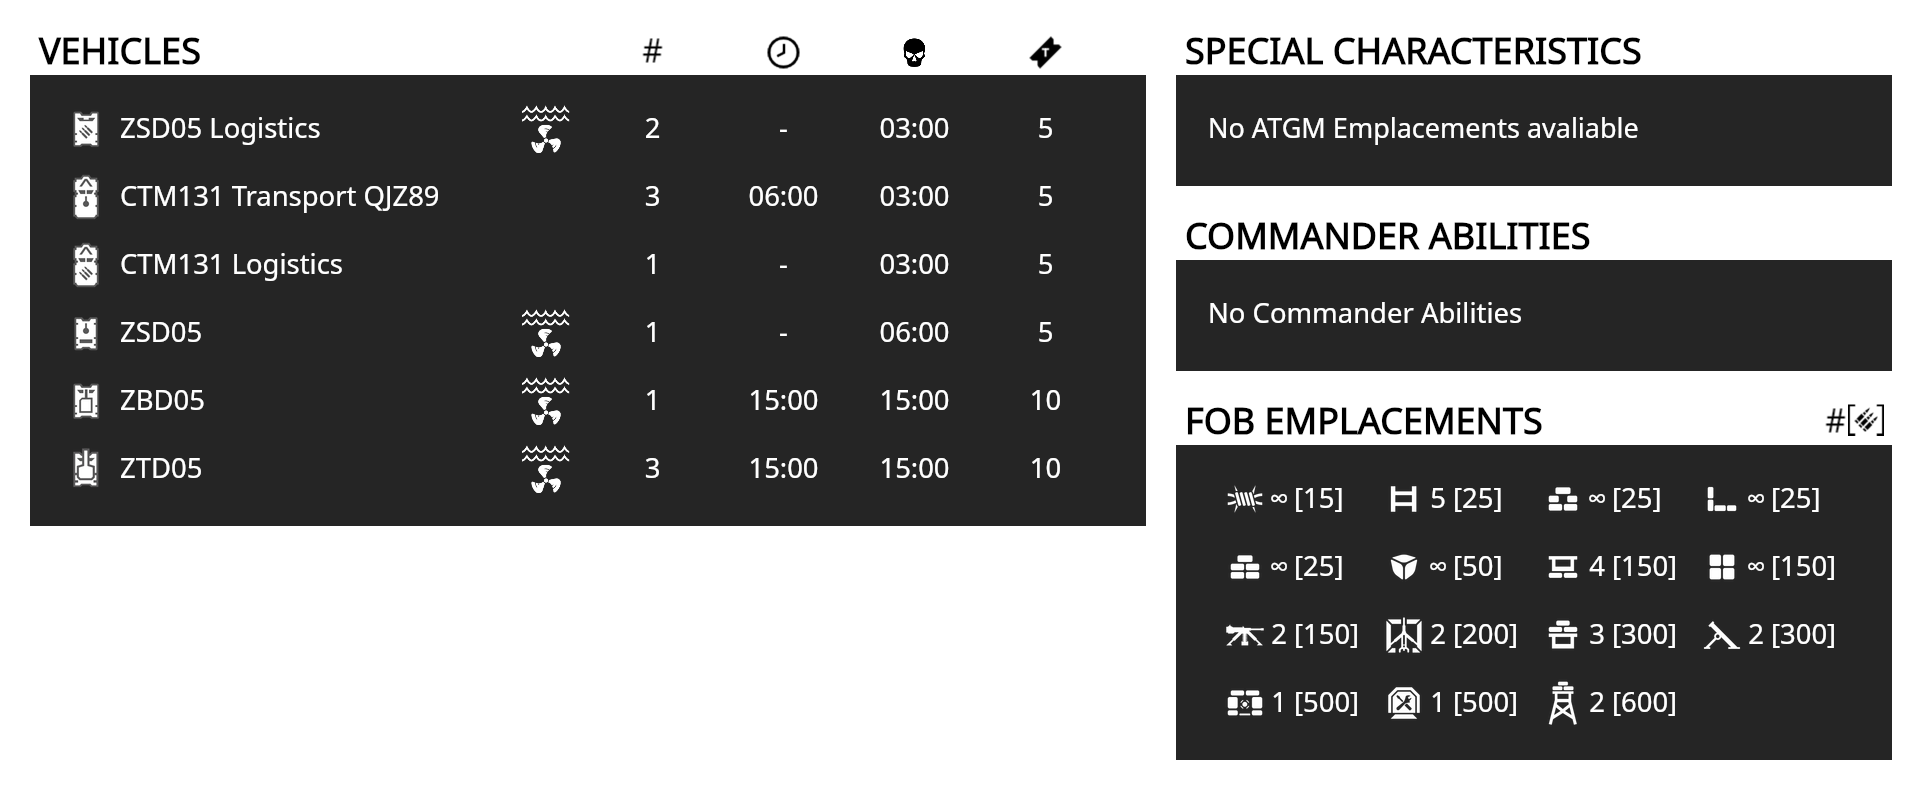 VEHICLES #
ZSD05 Logistics 2 - 03:00 5
CTM131 Transport QJZ89 3 06:00 03:00 5
CTM131 Logistics 1 - 03:00 5
ZSD05 1 - 06:00 5
ZBD05 1 15:00 15:00 10
ZTD05 3 15:00 15:00 10
SPECIAL CHARACTERISTICS
No ATGM Emplacements avaliable
COMMANDER ABILITIES
No Commander Abilities
FOB EMPLACEMENTS #[ ]
∞ [15] 5 [25] ∞ [25] ∞ [25]
∞ [25] ∞ [50] 4 [150] ∞ [150]
2 [150] 2 [200] 3 [300] 2 [300]
1 [500] 1 [500] 2 [600]